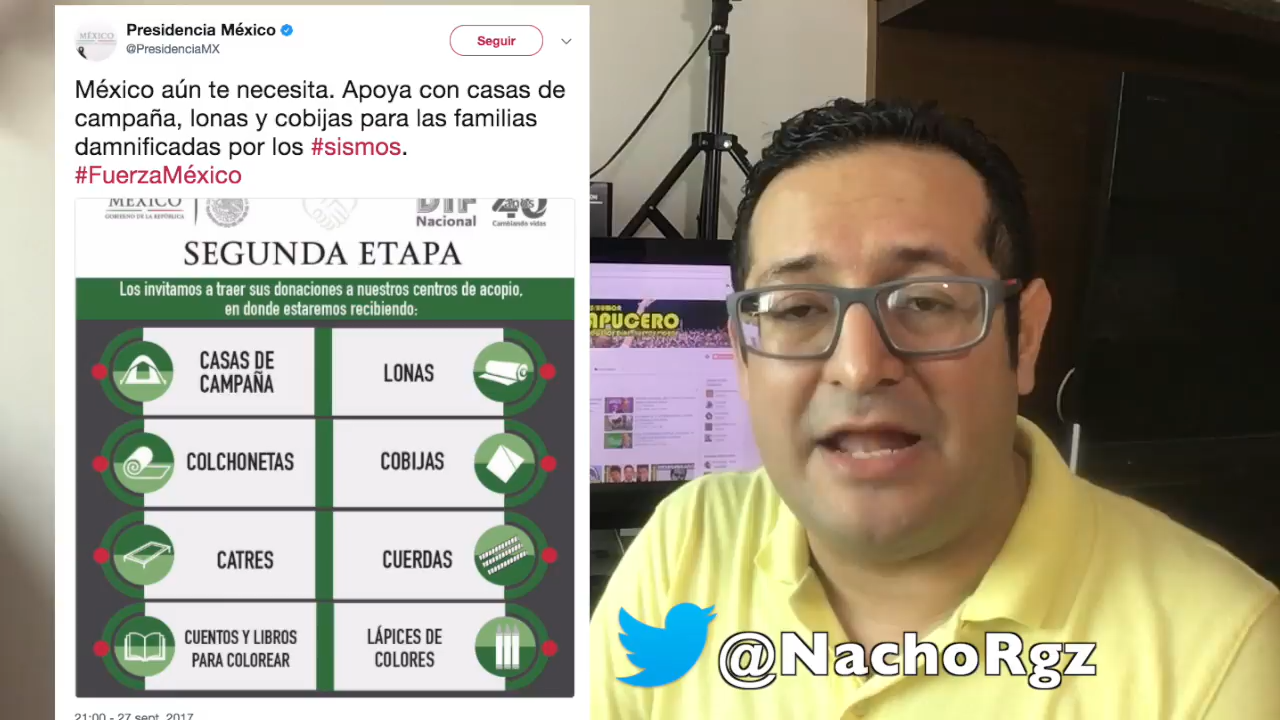 Presidencia México
@PresidenciaMX
Seguir
México aún te necesita. Apoya con casas de
campaña, lonas y cobijas para las familias
damnificadas por los #sismos.
#FuerzaMéxico
MÉXICO
GOBIERNO DE LA REPÚBLICA
DIF
Nacional
40
años
Cambiando vidas
SEGUNDA ETAPA
Los invitamos a traer sus donaciones a nuestros centros de acopio,
en donde estaremos recibiendo:
CASAS DE
CAMPAÑA
LONAS
COLCHONETAS
COBIJAS
CATRES
CUERDAS
CUENTOS Y LIBROS
PARA COLOREAR
LÁPICES DE
COLORES
21:00 - 27 sept. 2017
APUCERO
@NachoRgz